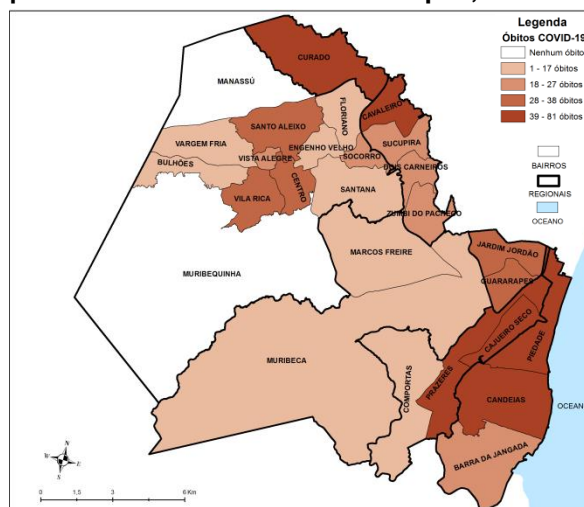 Legenda
Óbitos COVID-19
Nenhum óbito
1 - 17 óbitos
18 - 27 óbitos
28 - 38 óbitos
39 - 81 óbitos
BAIRROS
REGIONAIS
OCEANO
CURADO
MANASSÚ
FLORIANO
CAVALEIRO
SANTO ALEIXO
VARGEM FRIA
ENGENHO VELHO
SUCUPIRA
BULHÕES
VISTA ALEGRE
SOCORRO
DOIS CARNEIROS
CENTRO
SANTANA
VILA RICA
ZUMBI DO PACHECO
MARCOS FREIRE
JARDIM JORDÃO
MURIBEQUINHA
GUARARAPES
CAJUEIRO SECO
PIEDADE
MURIBECA
COMPORTAS
PRAZERES
CANDEIAS
OCEANO
BARRA DA JANGADA
N
W
E
S
0 1,5 3 6 Km